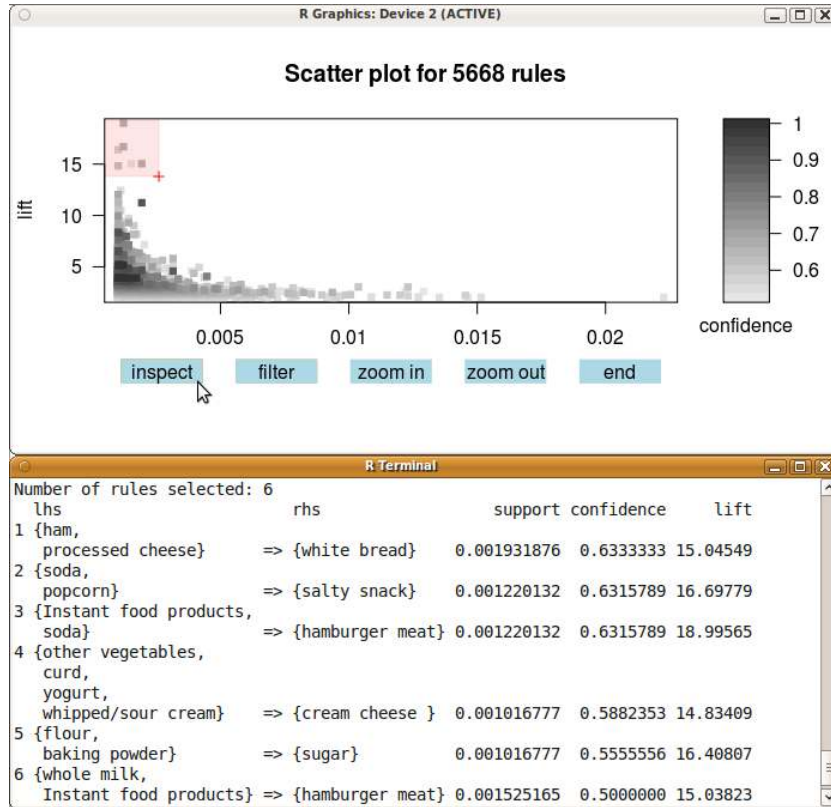 R Graphics: Device 2 (ACTIVE)
Scatter plot for 5668 rules
lift
15
10
5
0.005 0.01 0.015 0.02
1
0.9
0.8
0.7
0.6
confidence
inspect filter zoom in zoom out end
R Terminal
Number of rules selected: 6
lhs rhs support confidence lift
1 {ham,
processed cheese} => {white bread} 0.001931876 0.6333333 15.04549
2 {soda,
popcorn} => {salty snack} 0.001220132 0.6315789 16.69779
3 {Instant food products,
soda} => {hamburger meat} 0.001220132 0.6315789 18.99565
4 {other vegetables,
curd,
yogurt,
whipped/sour cream} => {cream cheese } 0.001016777 0.5882353 14.83409
5 {flour,
baking powder} => {sugar} 0.001016777 0.5555556 16.40807
6 {whole milk,
Instant food products} => {hamburger meat} 0.001525165 0.5000000 15.03823